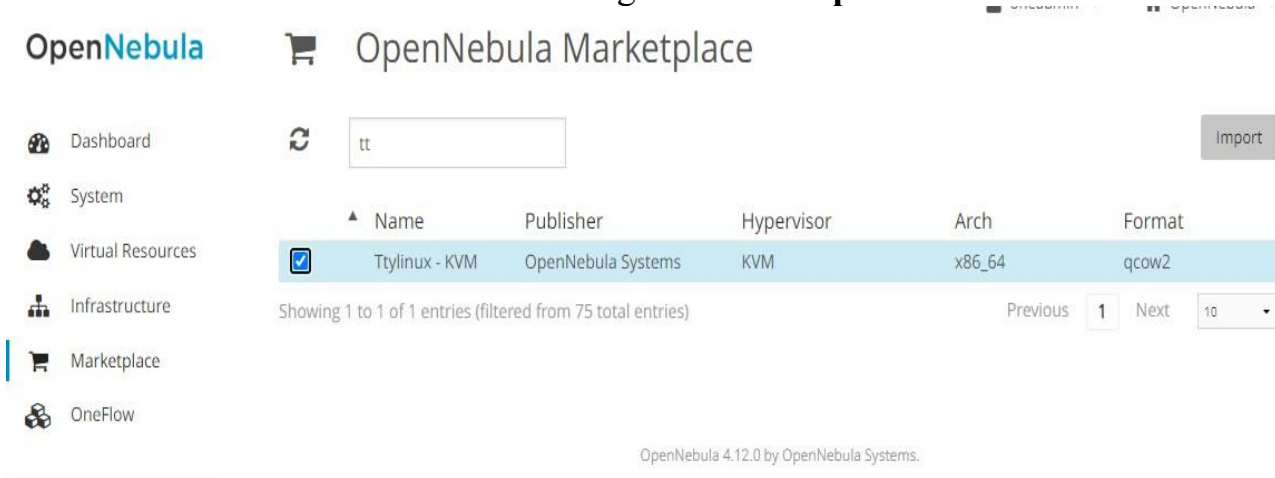 OpenNebula
OpenNebula Marketplace
Dashboard
System
Virtual Resources
Infrastructure
Marketplace
OneFlow
tt
Import
Name Publisher Hypervisor Arch Format
Ttylinux - KVM OpenNebula Systems KVM x86_64 qcow2
Showing 1 to 1 of 1 entries (filtered from 75 total entries)
Previous 1 Next 10
OpenNebula 4.12.0 by OpenNebula Systems.